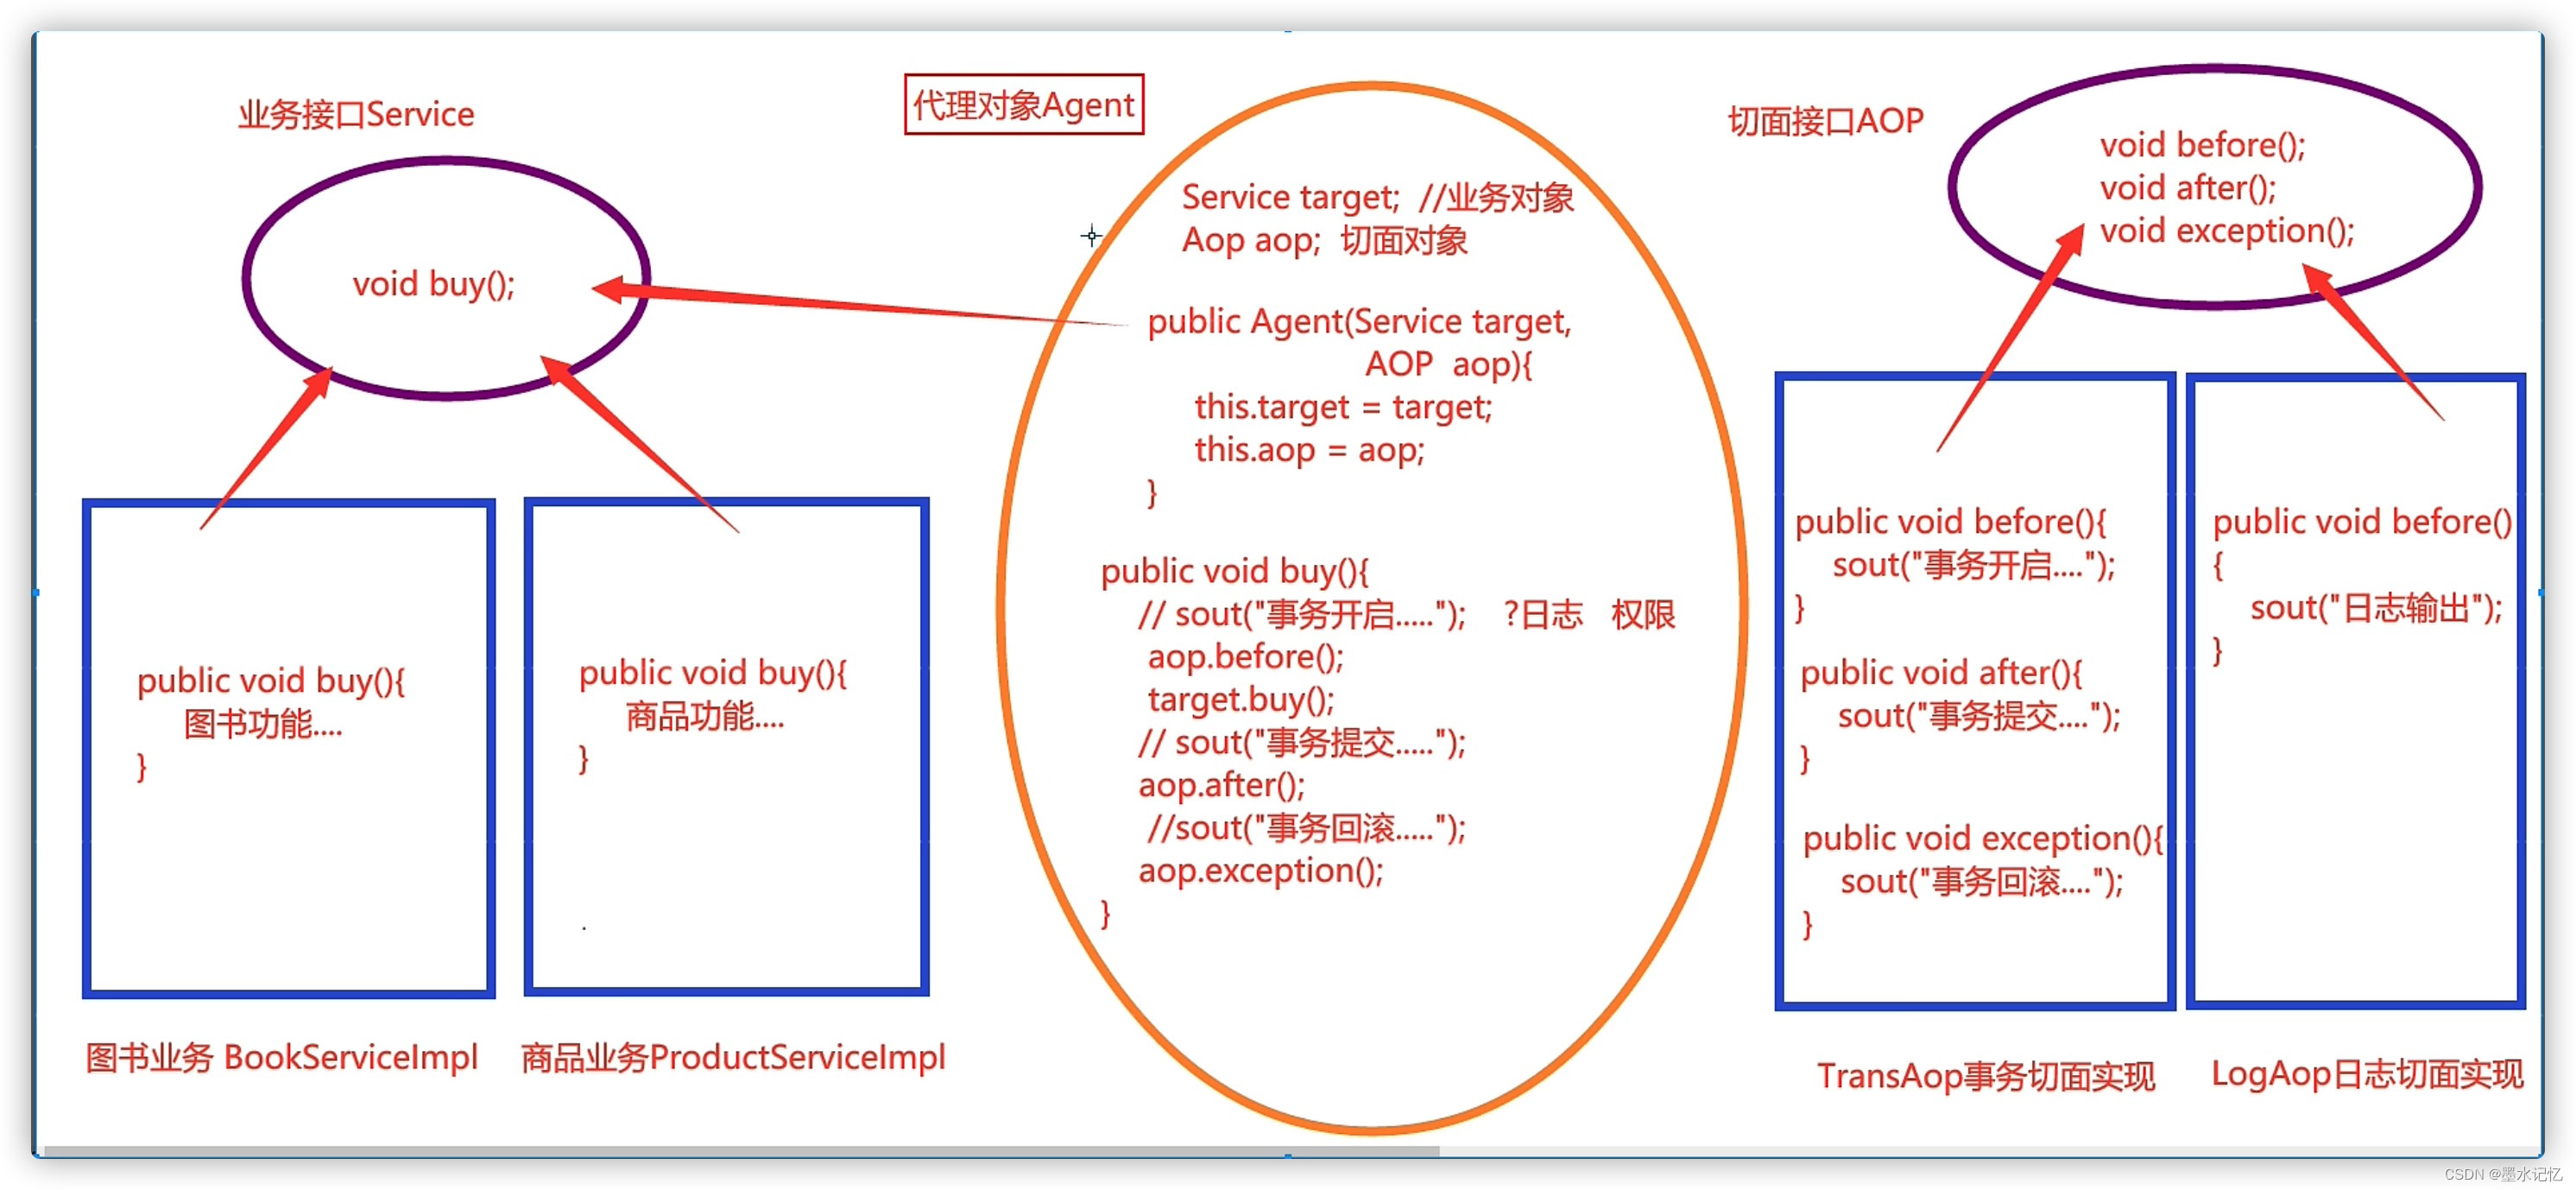 业务接口Service
void buy();
public void buy(){
图书功能....
}
图书业务 BookServiceImpl
public void buy(){
商品功能....
}
.
商品业务ProductServiceImpl
代理对象Agent
Service target;  //业务对象
Aop aop;  切面对象
public Agent(Service target,
AOP  aop){
this.target = target;
this.aop = aop;
}
public void buy(){
// sout("事务开启.....");    ?日志   权限
aop.before();
target.buy();
// sout("事务提交.....");
aop.after();
//sout("事务回滚.....");
aop.exception();
}
切面接口AOP
void before();
void after();
void exception();
public void before(){
sout("事务开启....");
}
public void after(){
sout("事务提交....");
}
public void exception(){
sout("事务回滚....");
}
TransAop事务切面实现
public void before()
{
sout("日志输出");
}
LogAop日志切面实现
CSDN @墨水记忆